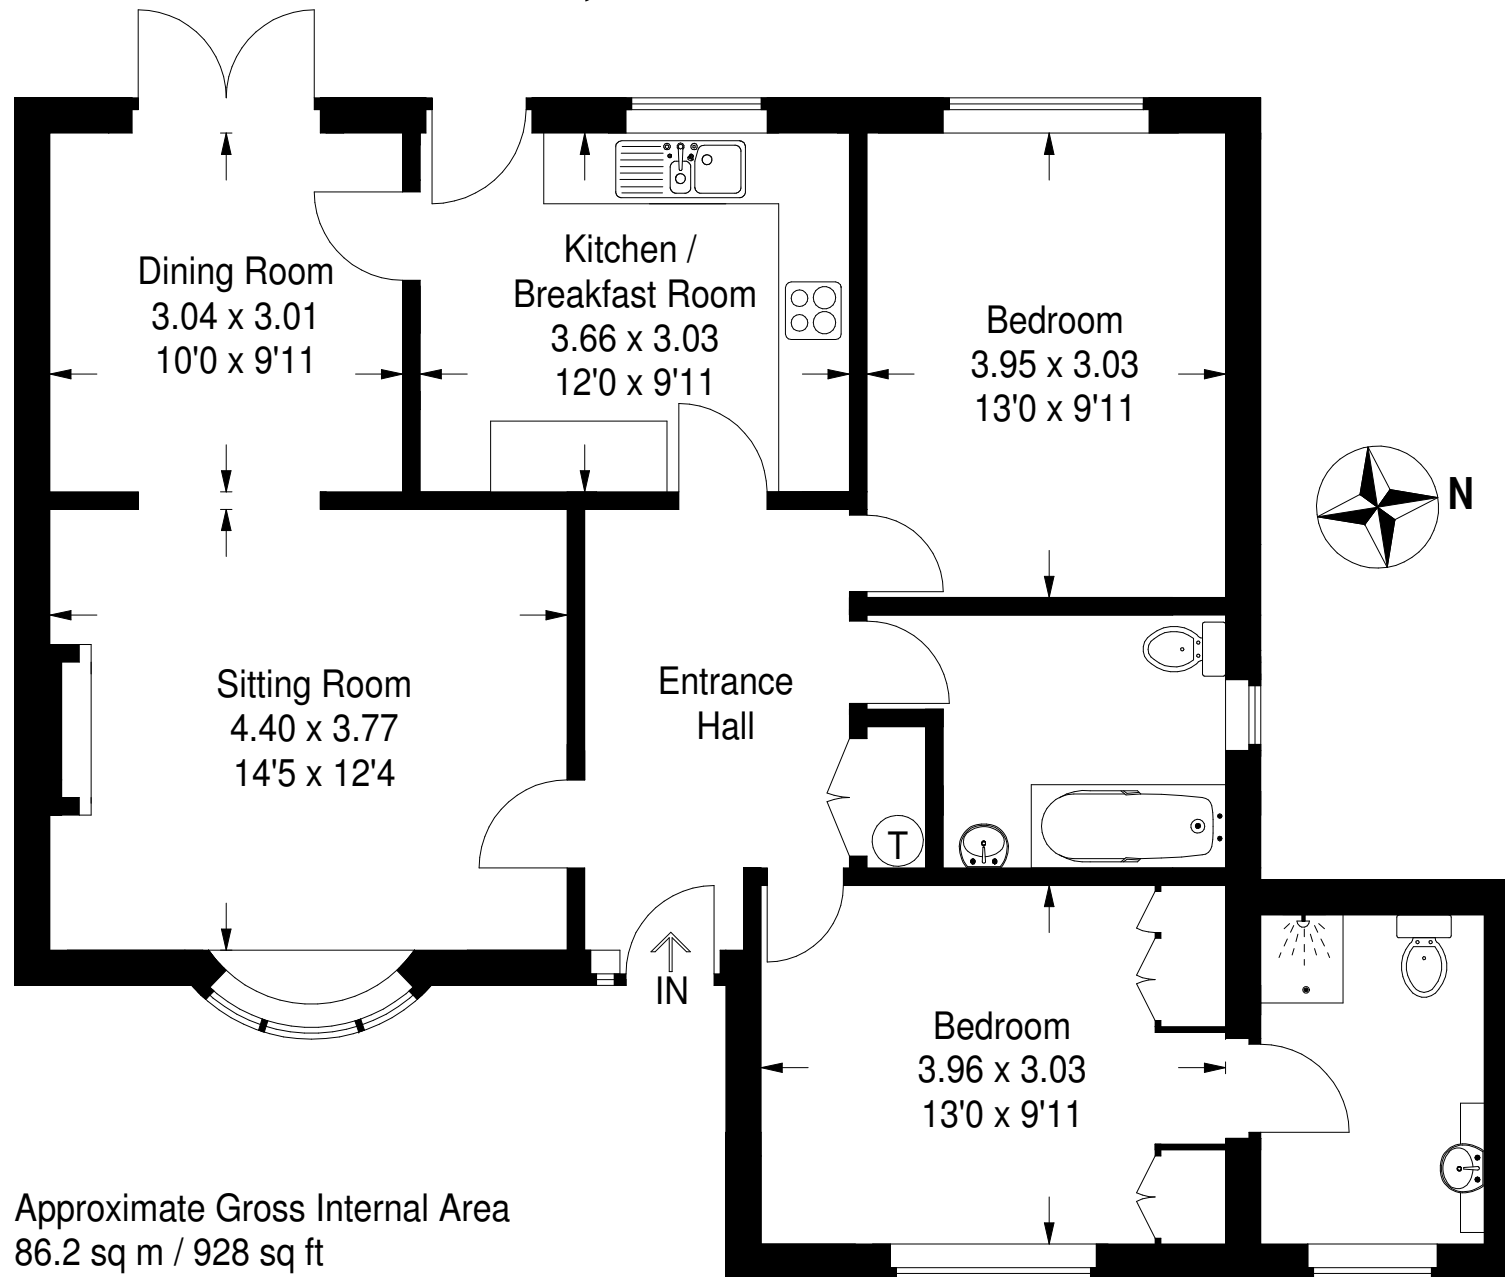 Dining Room
3.04 x 3.01
10'0 x 9'11
Kitchen /
Breakfast Room
3.66 x 3.03
12'0 x 9'11
Bedroom
3.95 x 3.03
13'0 x 9'11
N
Sitting Room
4.40 x 3.77
14'5 x 12'4
Entrance
Hall
T
IN
Bedroom
3.96 x 3.03
13'0 x 9'11
Approximate Gross Internal Area
86.2 sq m / 928 sq ft